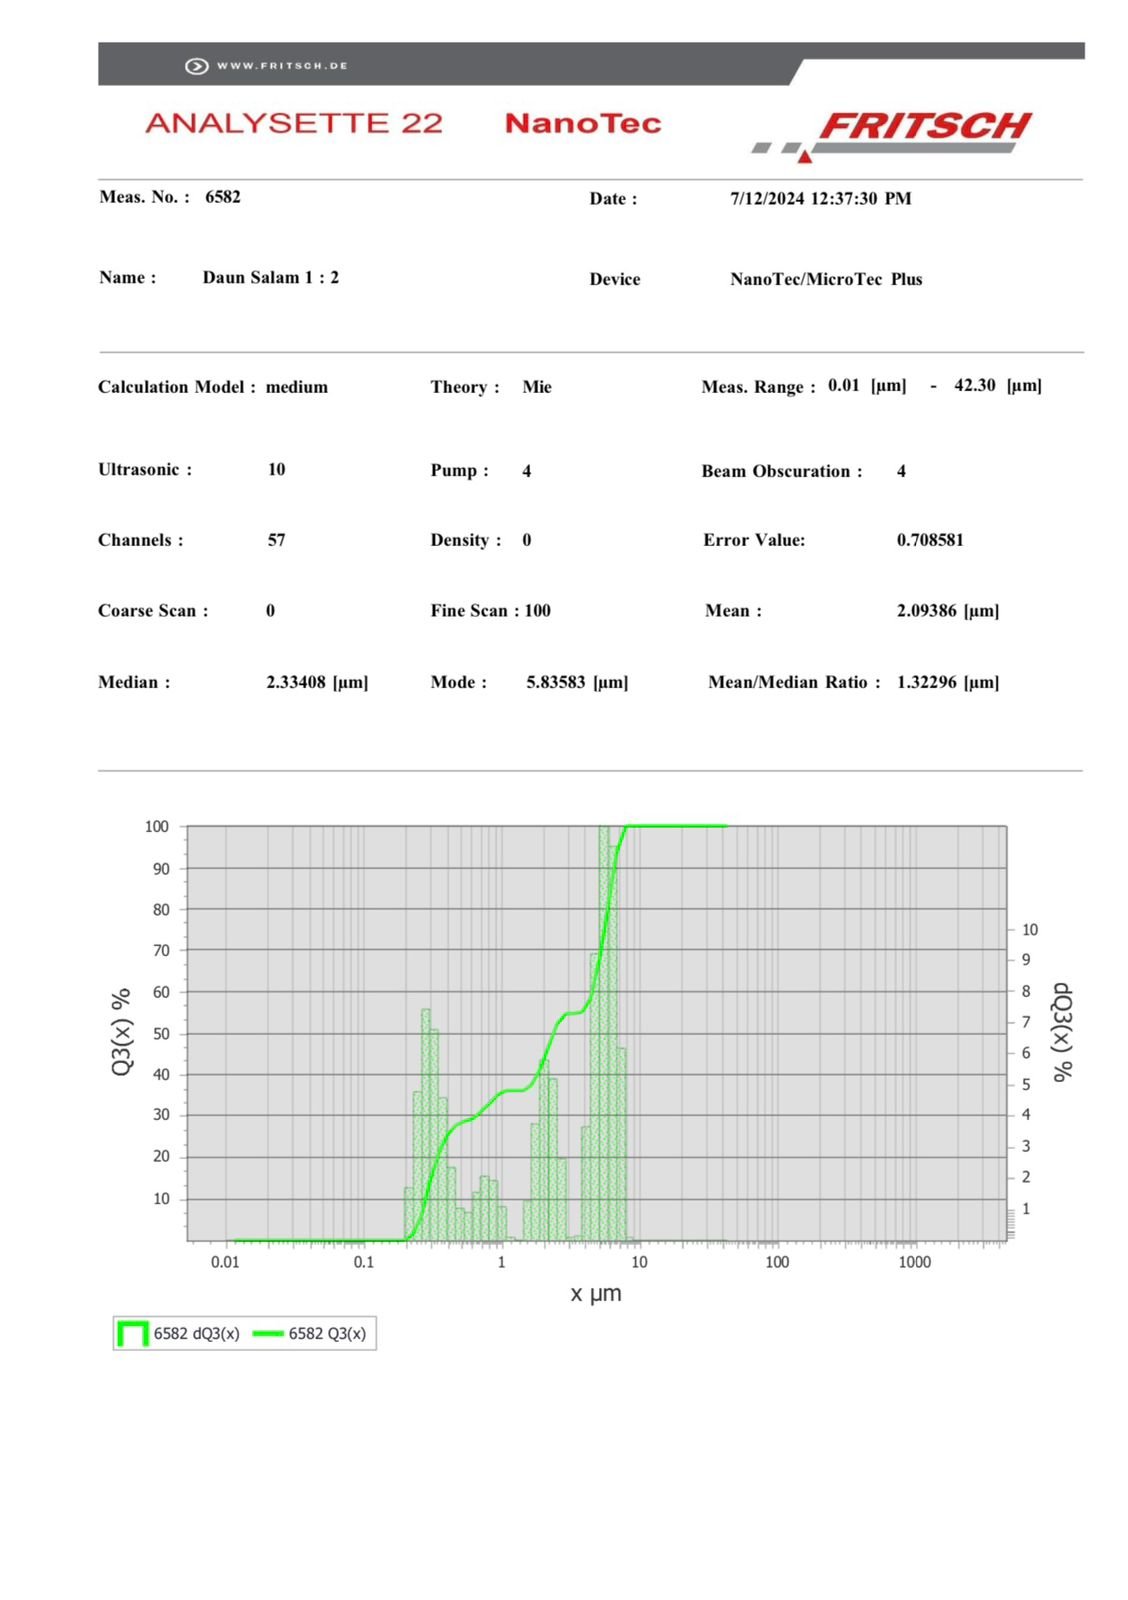 WWW.FRITSCH.DE
ANALYSETTE 22 NanoTec FRITSCH
Meas. No. : 6582 Date : 7/12/2024 12:37:30 PM
Name : Daun Salam 1 : 2 Device NanoTec/MicroTec Plus
Calculation Model : medium Theory : Mie Meas. Range : 0.01 [µm] - 42.30 [µm]
Ultrasonic : 10 Pump : 4 Beam Obscuration : 4
Channels : 57 Density : 0 Error Value: 0.708581
Coarse Scan : 0 Fine Scan : 100 Mean : 2.09386 [µm]
Median : 2.33408 [µm] Mode : 5.83583 [µm] Mean/Median Ratio : 1.32296 [µm]
Q3(x) %
100
90
80
70
60
50
40
30
20
10
10
9
8
7
6
5
4
3
2
1
dQ3(x) %
0.01 0.1 1 10 100 1000
x µm
6582 dQ3(x) 6582 Q3(x)